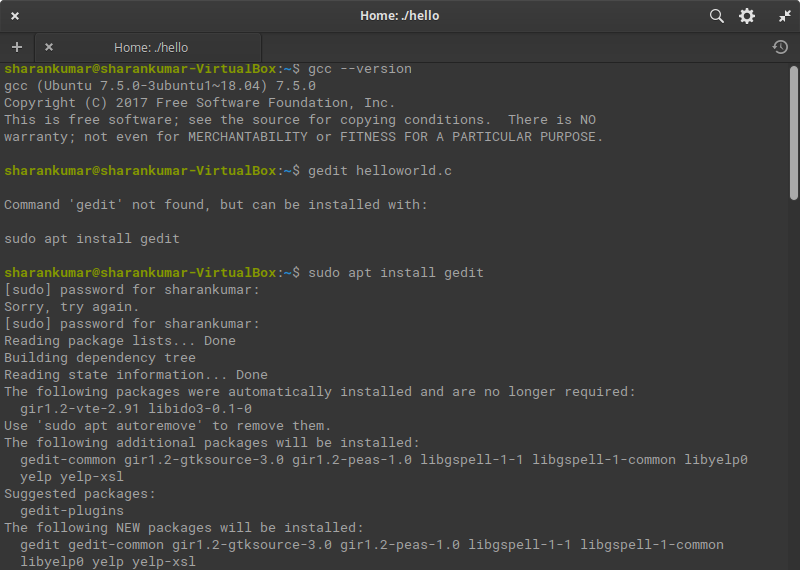 Home: ./hello
Home: ./hello
sharankumar@sharankumar-VirtualBox:~$ gcc --version
gcc (Ubuntu 7.5.0-3ubuntu1~18.04) 7.5.0
Copyright (C) 2017 Free Software Foundation, Inc.
This is free software; see the source for copying conditions.  There is NO
warranty; not even for MERCHANTABILITY or FITNESS FOR A PARTICULAR PURPOSE.
sharankumar@sharankumar-VirtualBox:~$ gedit helloworld.c
Command 'gedit' not found, but can be installed with:
sudo apt install gedit
sharankumar@sharankumar-VirtualBox:~$ sudo apt install gedit
[sudo] password for sharankumar:
Sorry, try again.
[sudo] password for sharankumar:
Reading package lists... Done
Building dependency tree
Reading state information... Done
The following packages were automatically installed and are no longer required:
  gir1.2-vte-2.91 libido3-0.1-0
Use 'sudo apt autoremove' to remove them.
The following additional packages will be installed:
  gedit-common gir1.2-gtksource-3.0 gir1.2-peas-1.0 libgspell-1-1 libgspell-1-common libyelp0
  yelp yelp-xsl
Suggested packages:
  gedit-plugins
The following NEW packages will be installed:
  gedit gedit-common gir1.2-gtksource-3.0 gir1.2-peas-1.0 libgspell-1-1 libgspell-1-common
  libyelp0 yelp yelp-xsl